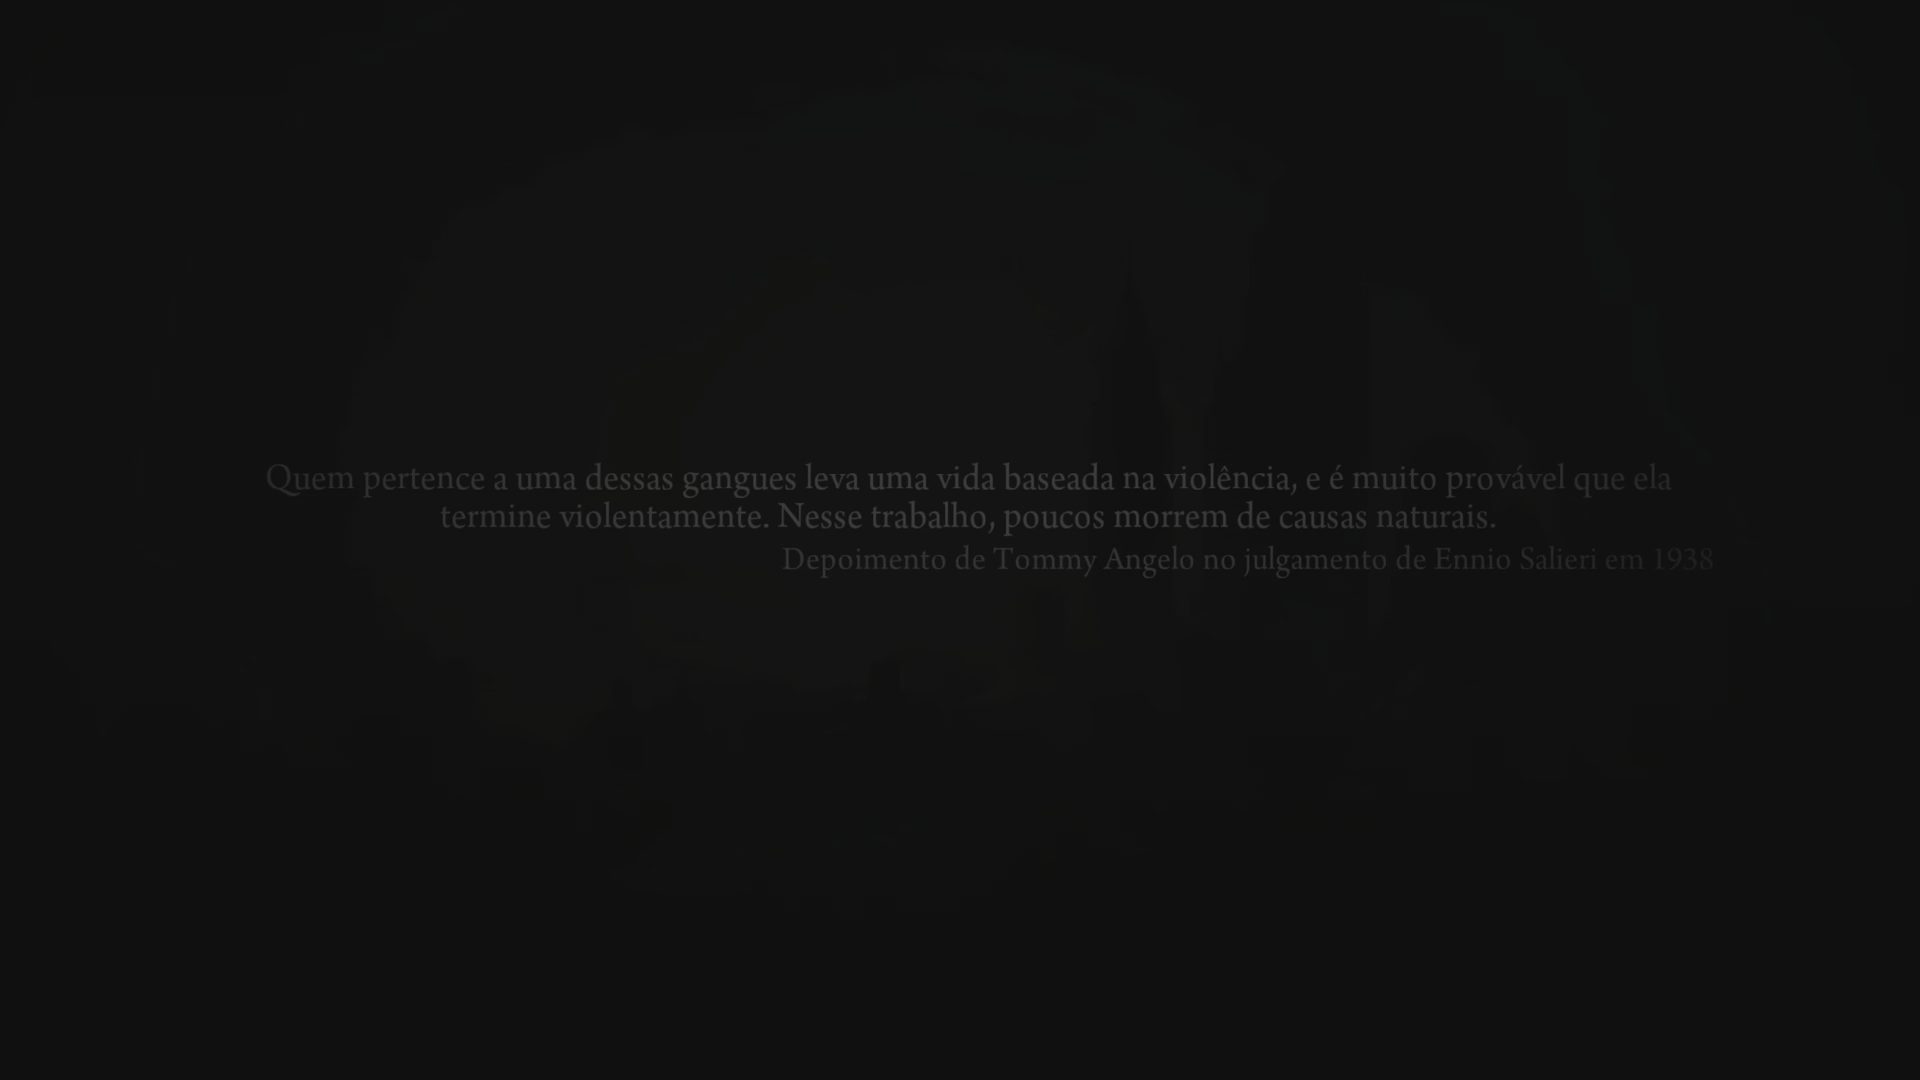 Quem pertence a uma dessas gangues leva uma vida baseada na violência, e é muito provável que ela
termine violentamente. Nesse trabalho, poucos morrem de causas naturais.
Depoimento de Tommy Angelo no julgamento de Ennio Salieri em 1938